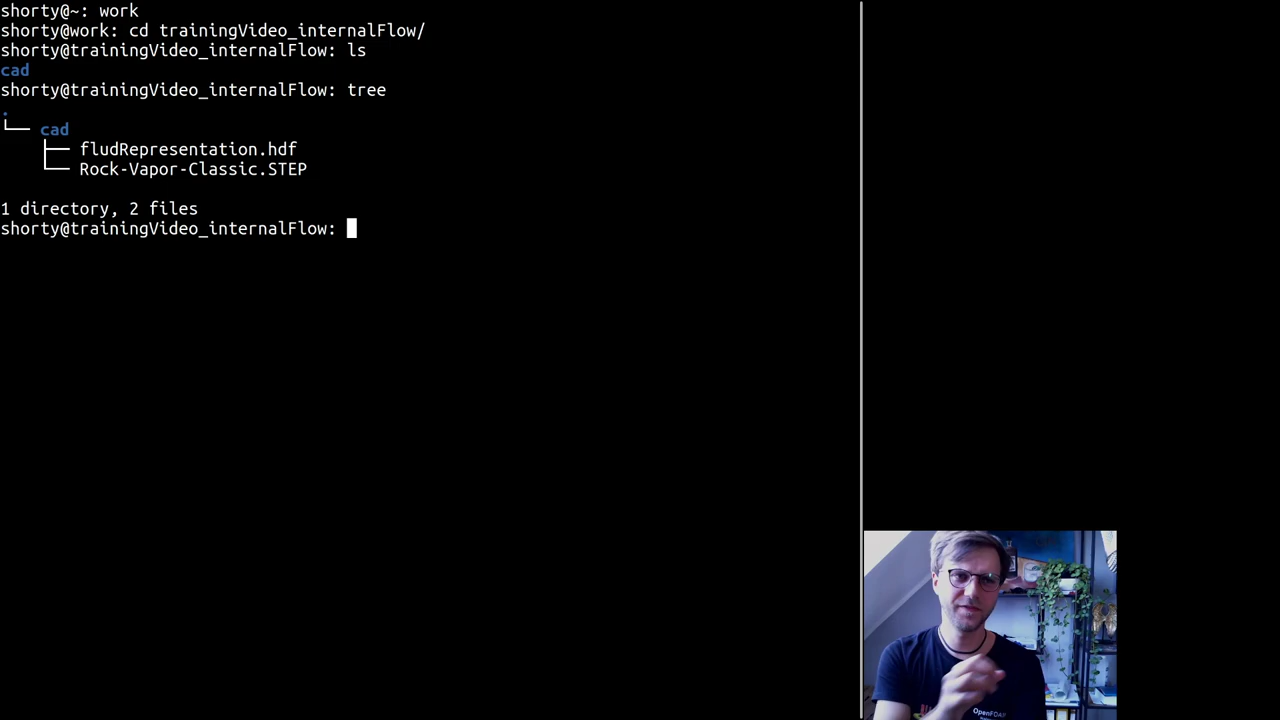 shorty@~: work
shorty@work: cd trainingVideo_internalFlow/
shorty@trainingVideo_internalFlow: ls
cad
shorty@trainingVideo_internalFlow: tree
.
└── cad
    ├── fludRepresentation.hdf
    └── Rock-Vapor-Classic.STEP

1 directory, 2 files
shorty@trainingVideo_internalFlow: